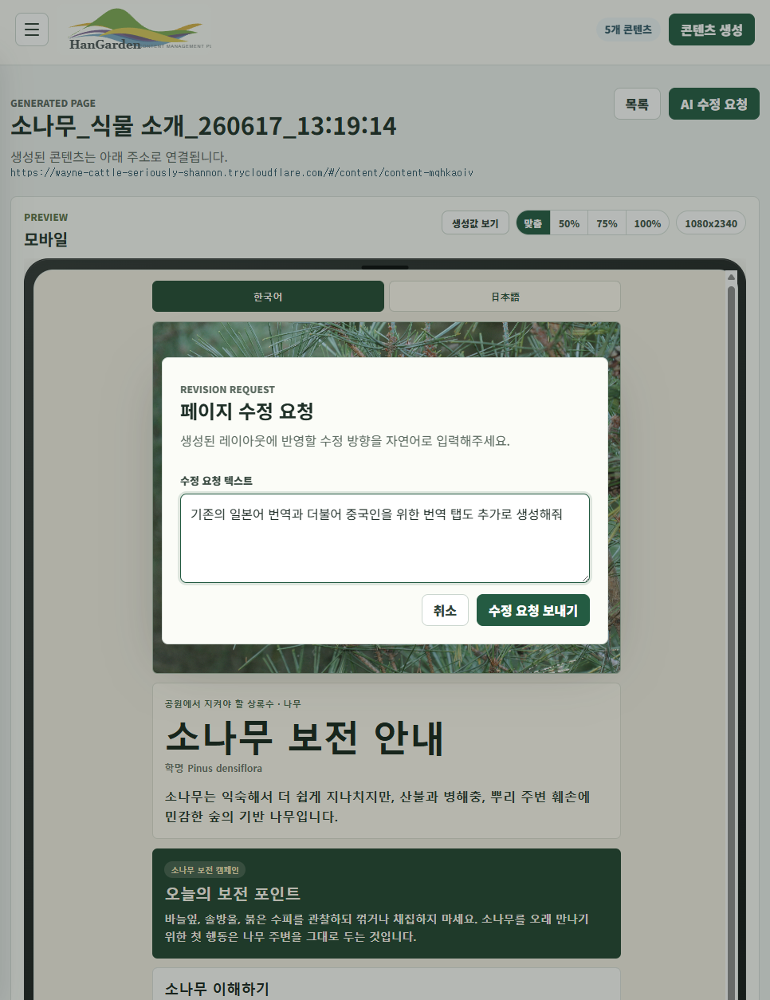 HanGarden
CONTENT MANAGEMENT PL
5개 콘텐츠
콘텐츠 생성
GENERATED PAGE
소나무_식물 소개_260617_13:19:14
목록
AI 수정 요청
생성된 콘텐츠는 아래 주소로 연결됩니다.
https://wayne-cattle-seriously-shannon.trycloudflare.com/#/content/content-mqhkaoiv
PREVIEW
모바일
생성값 보기
맞춤
50%
75%
100%
1080x2340
한국어
日本語
REVISION REQUEST
페이지 수정 요청
생성된 레이아웃에 반영할 수정 방향을 자연어로 입력해주세요.
수정 요청 텍스트
기존의 일본어 번역과 더불어 중국인을 위한 번역 탭도 추가로 생성해줘
취소
수정 요청 보내기
공원에서 지켜야 할 상록수 · 나무
소나무 보전 안내
학명 Pinus densiflora
소나무는 익숙해서 더 쉽게 지나치지만, 산불과 병해충, 뿌리 주변 훼손에
민감한 숲의 기반 나무입니다.
소나무 보전 캠페인
오늘의 보전 포인트
바늘잎, 솔방울, 붉은 수피를 관찰하되 꺾거나 채집하지 마세요. 소나무를 오래 만나기
위한 첫 행동은 나무 주변을 그대로 두는 것입니다.
소나무 이해하기